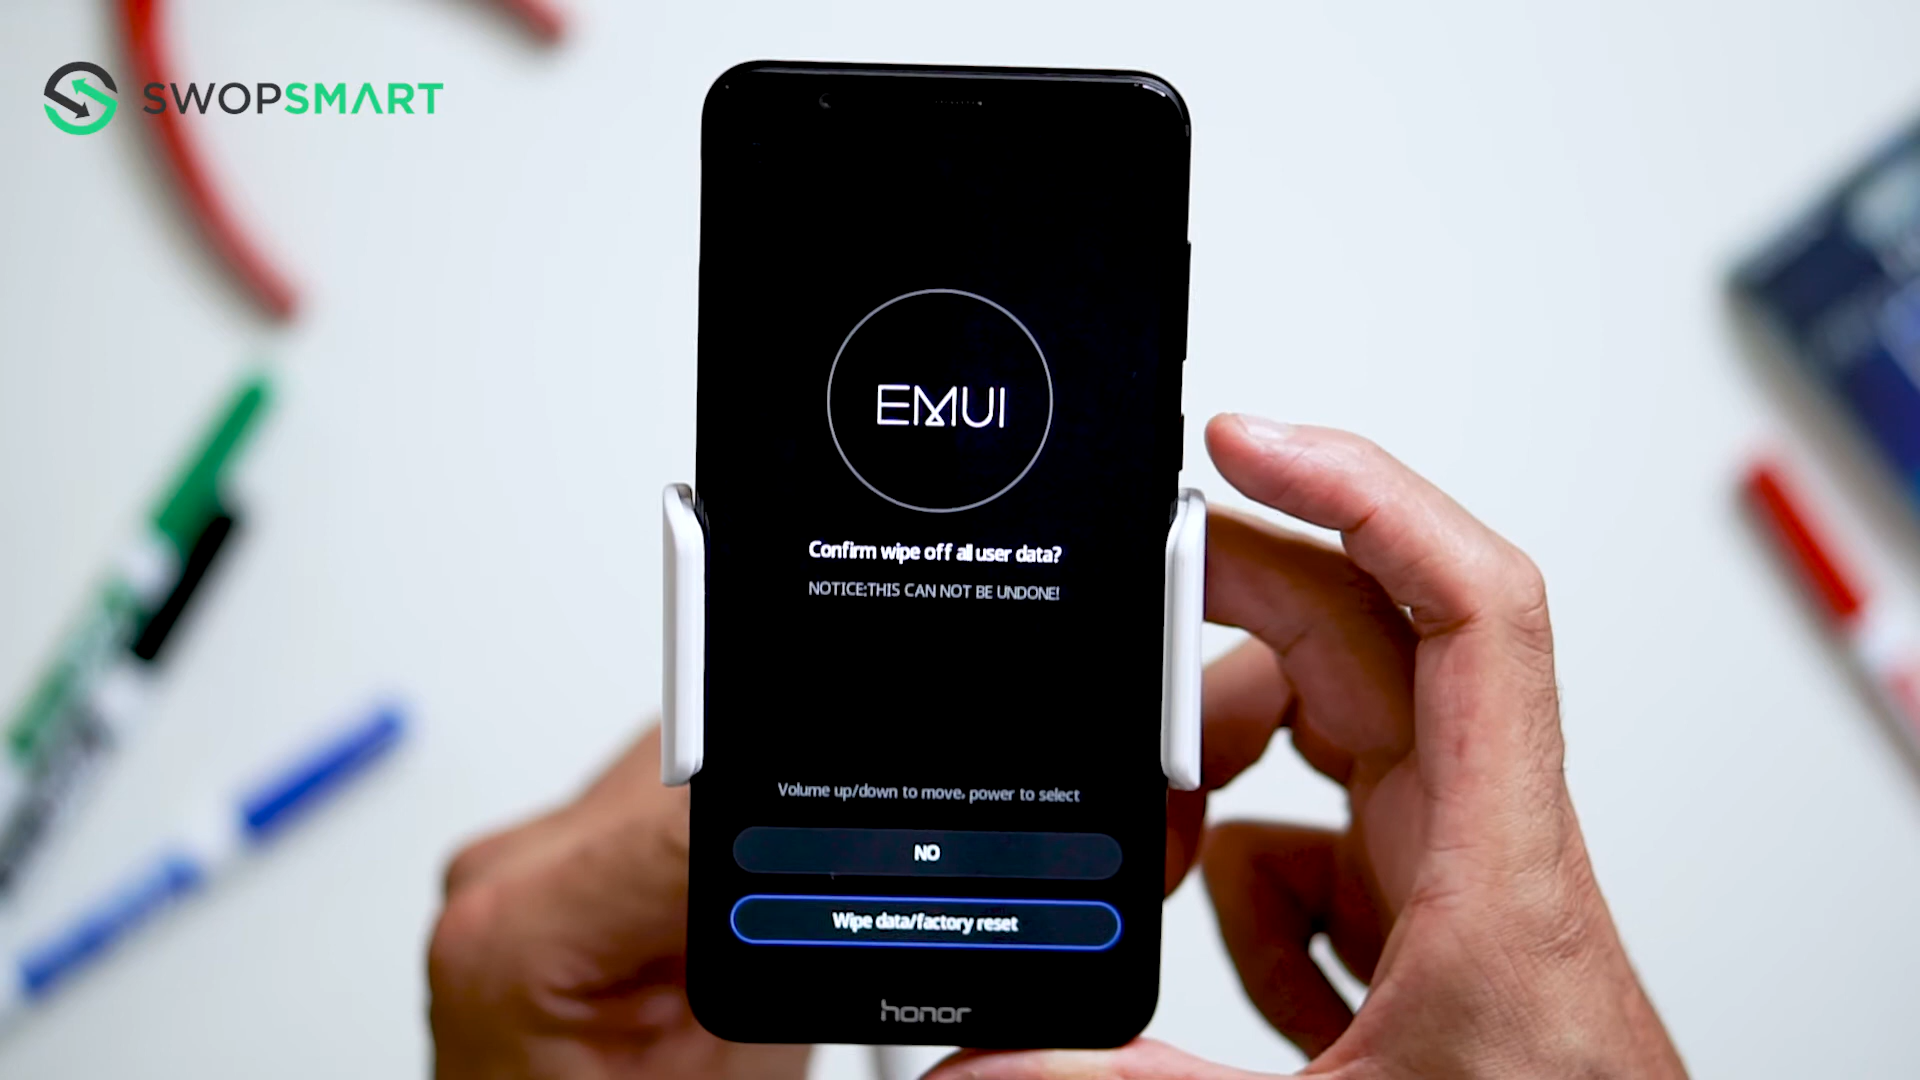 SWOPSMART
EMUI
Confirm wipe off all user data?
NOTICE:THIS CAN NOT BE UNDONE!
Volume up/down to move, power to select
NO
Wipe data/factory reset
honor